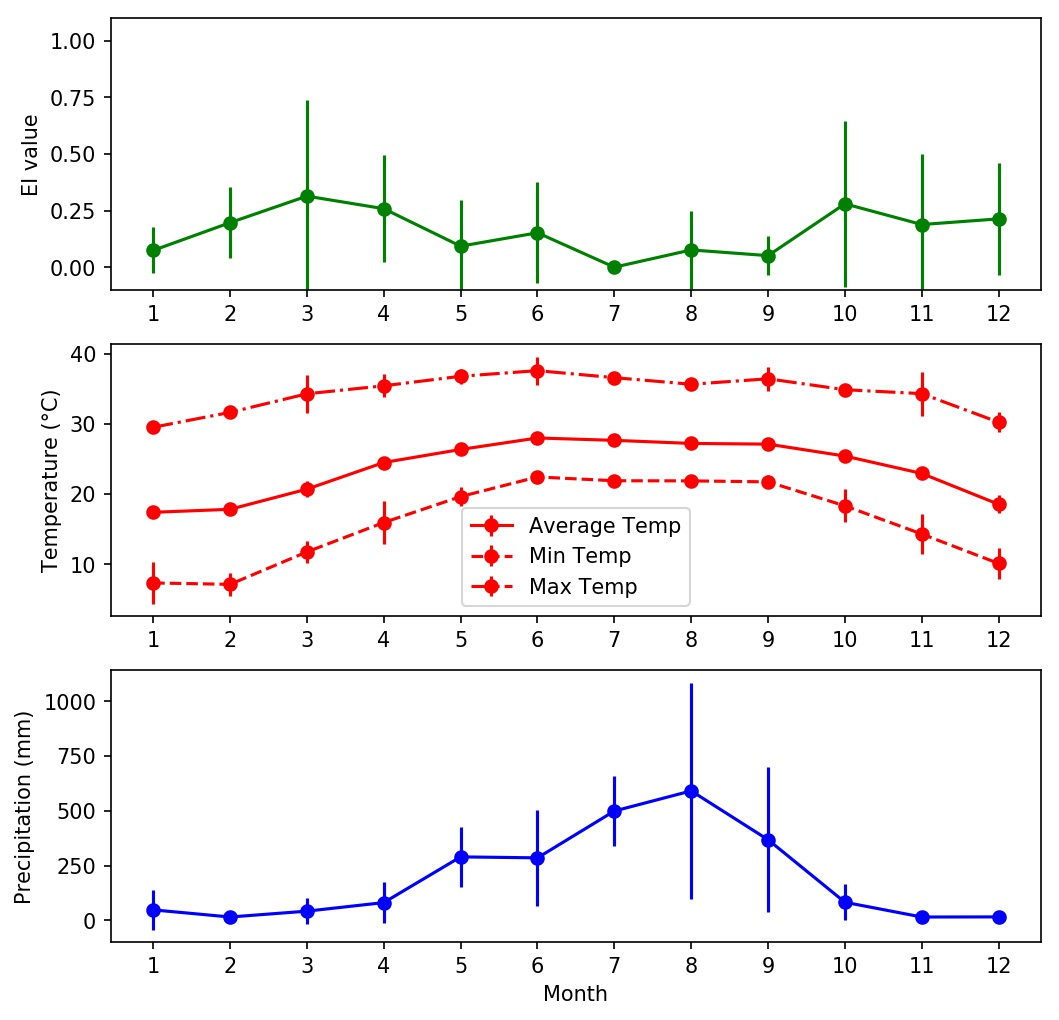 EI value
1.00
0.75
0.50
0.25
0.00
1 2 3 4 5 6 7 8 9 10 11 12
Temperature (°C)
40
30
20
10
Average Temp
Min Temp
Max Temp
1 2 3 4 5 6 7 8 9 10 11 12
Precipitation (mm)
1000
750
500
250
0
1 2 3 4 5 6 7 8 9 10 11 12
Month